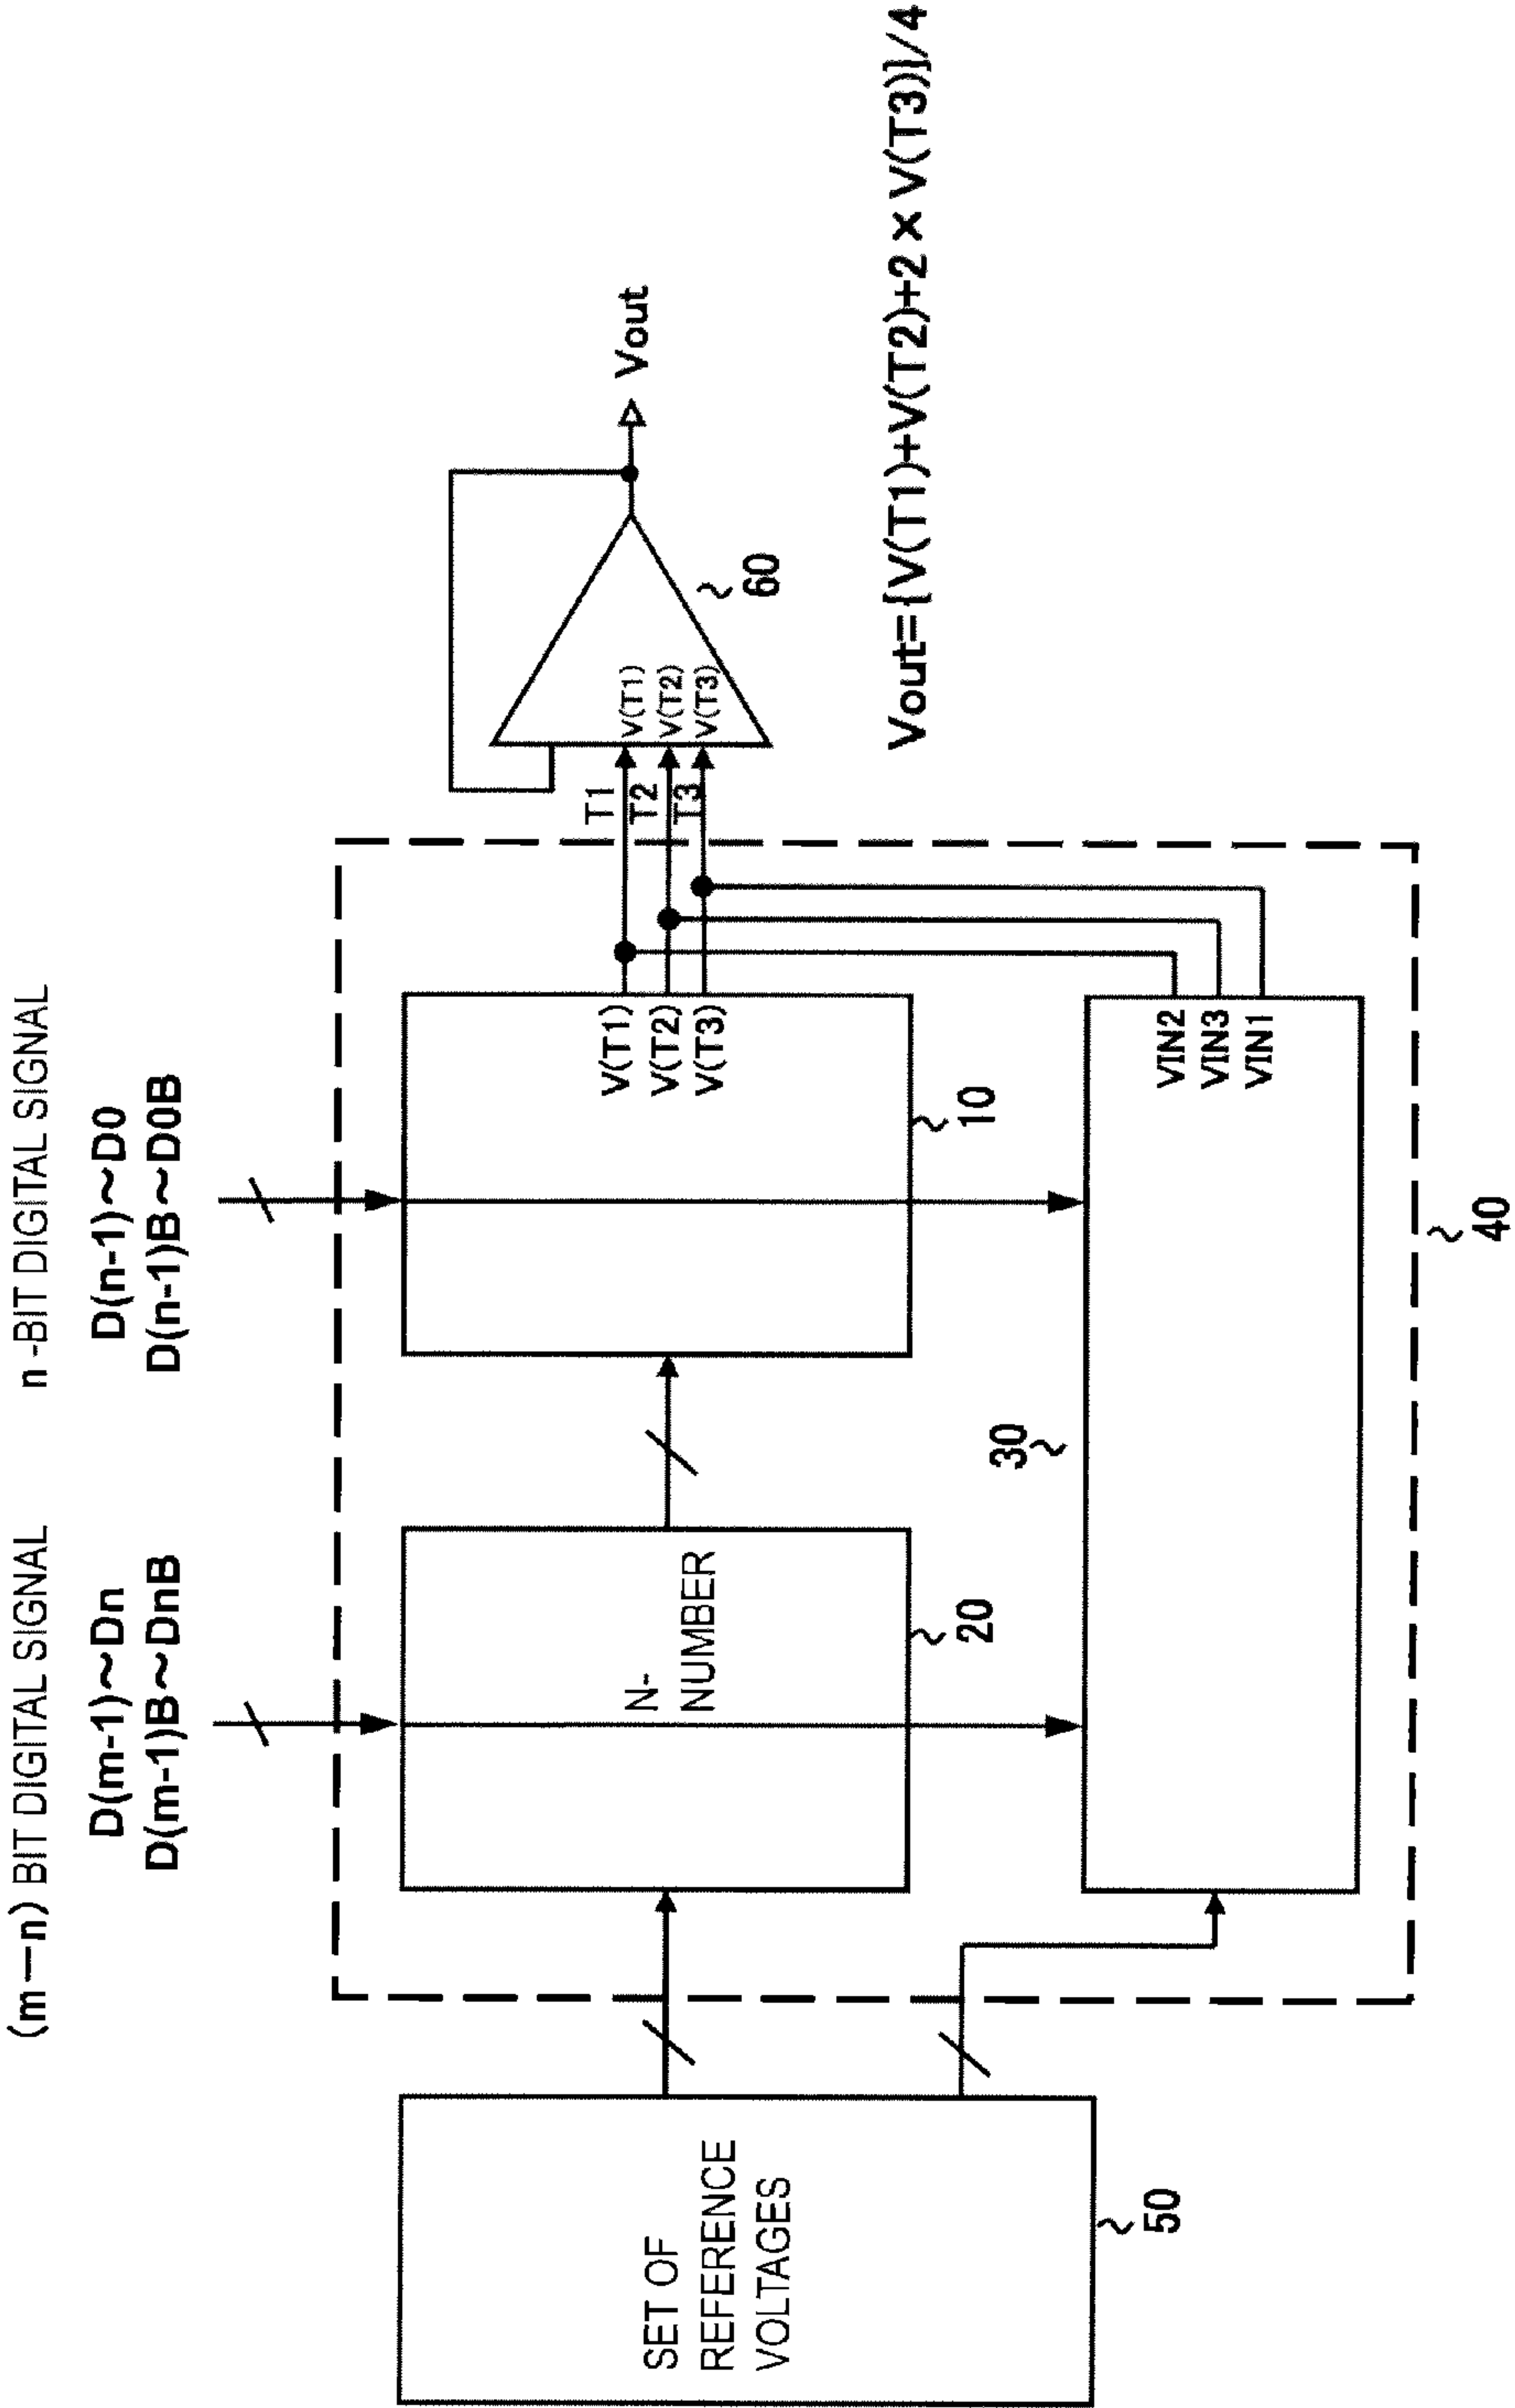 (m—n) BIT DIGITAL SIGNAL
D(m-1)~Dn
D(m-1)B~DnB
n -BIT DIGITAL SIGNAL
D(n-1)~D0
D(n-1)B~D0B
SET OF
REFERENCE
VOLTAGES
50
N-
NUMBER
20
V(T1)
V(T2)
V(T3)
10
30
VIN2
VIN3
VIN1
40
T1
T2
T3
V(T1)
V(T2)
V(T3)
60
Vout
Vout={V(T1)+V(T2)+2 × V(T3)}/4